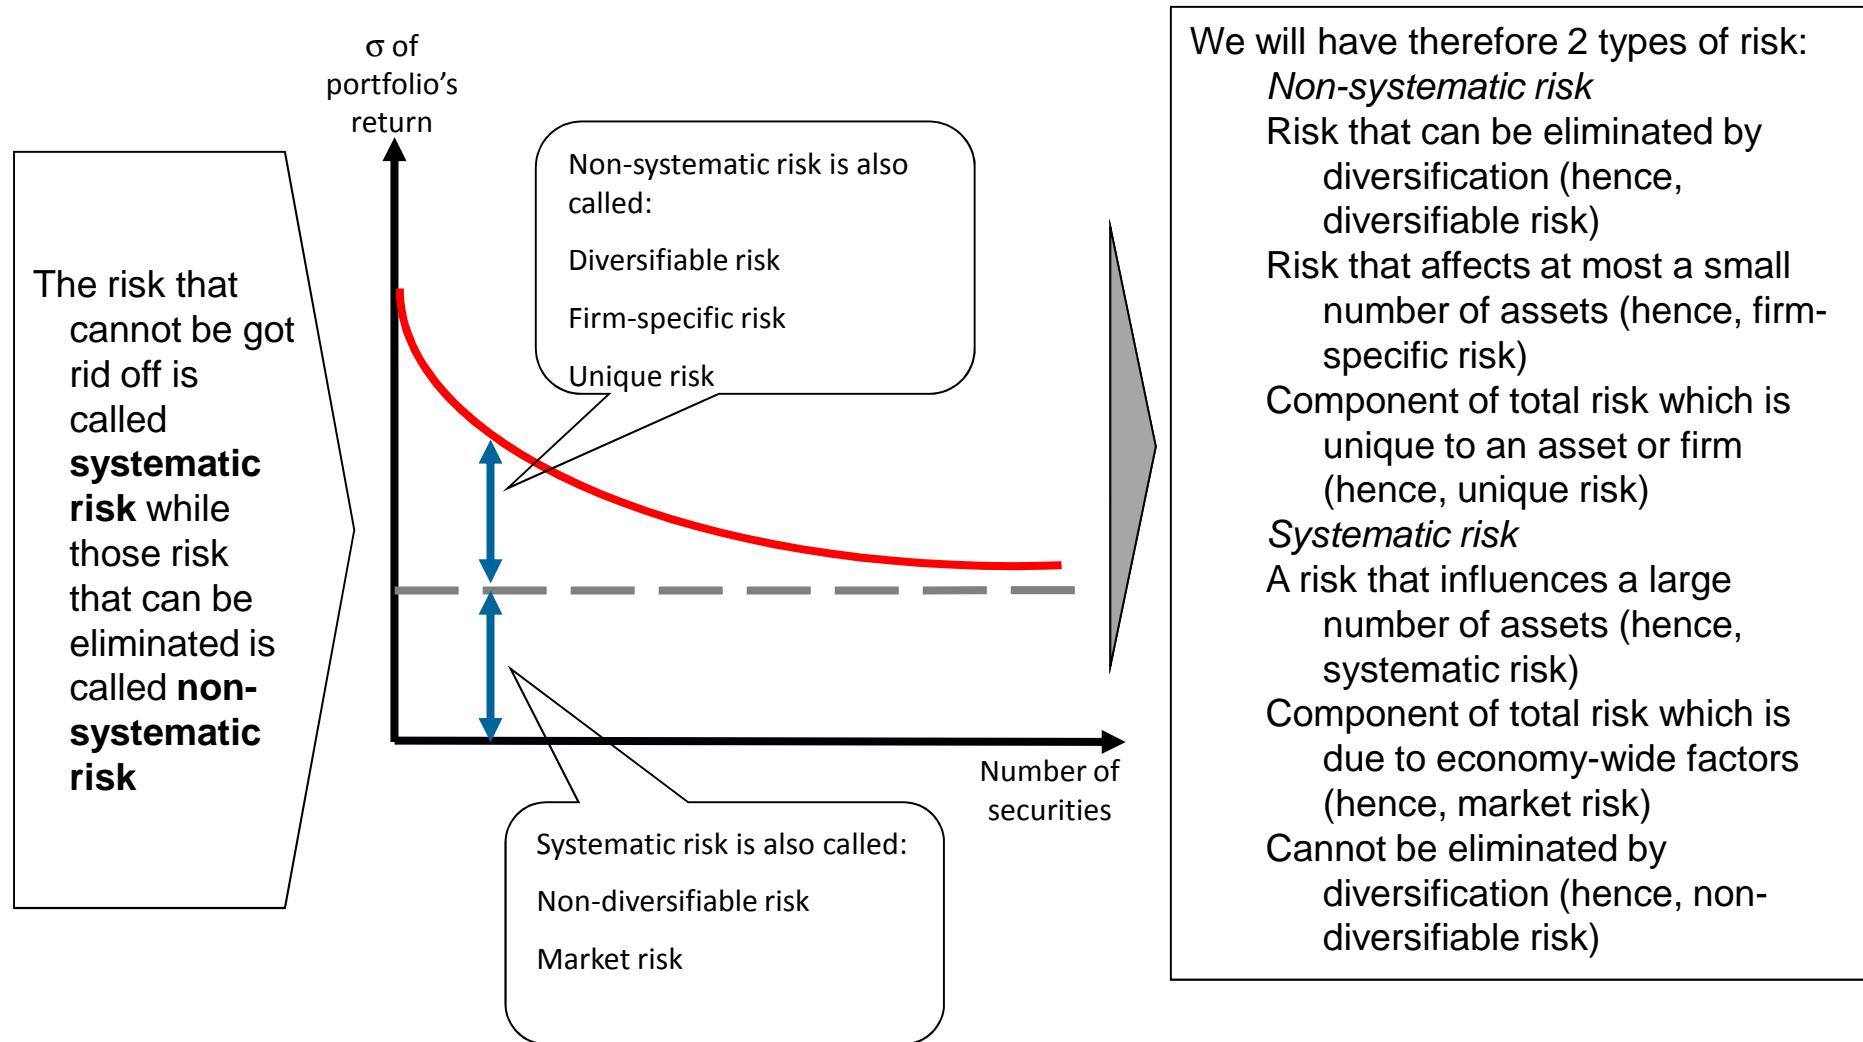 The risk that
cannot be got
rid off is
called
systematic
risk while
those risk
that can be
eliminated is
called non-
systematic
risk
σ of
portfolio's
return
Non-systematic risk is also
called:
Diversifiable risk
Firm-specific risk
Unique risk
Number of
securities
Systematic risk is also called:
Non-diversifiable risk
Market risk
We will have therefore 2 types of risk:
Non-systematic risk
Risk that can be eliminated by
diversification (hence,
diversifiable risk)
Risk that affects at most a small
number of assets (hence, firm-
specific risk)
Component of total risk which is
unique to an asset or firm
(hence, unique risk)
Systematic risk
A risk that influences a large
number of assets (hence,
systematic risk)
Component of total risk which is
due to economy-wide factors
(hence, market risk)
Cannot be eliminated by
diversification (hence, non-
diversifiable risk)